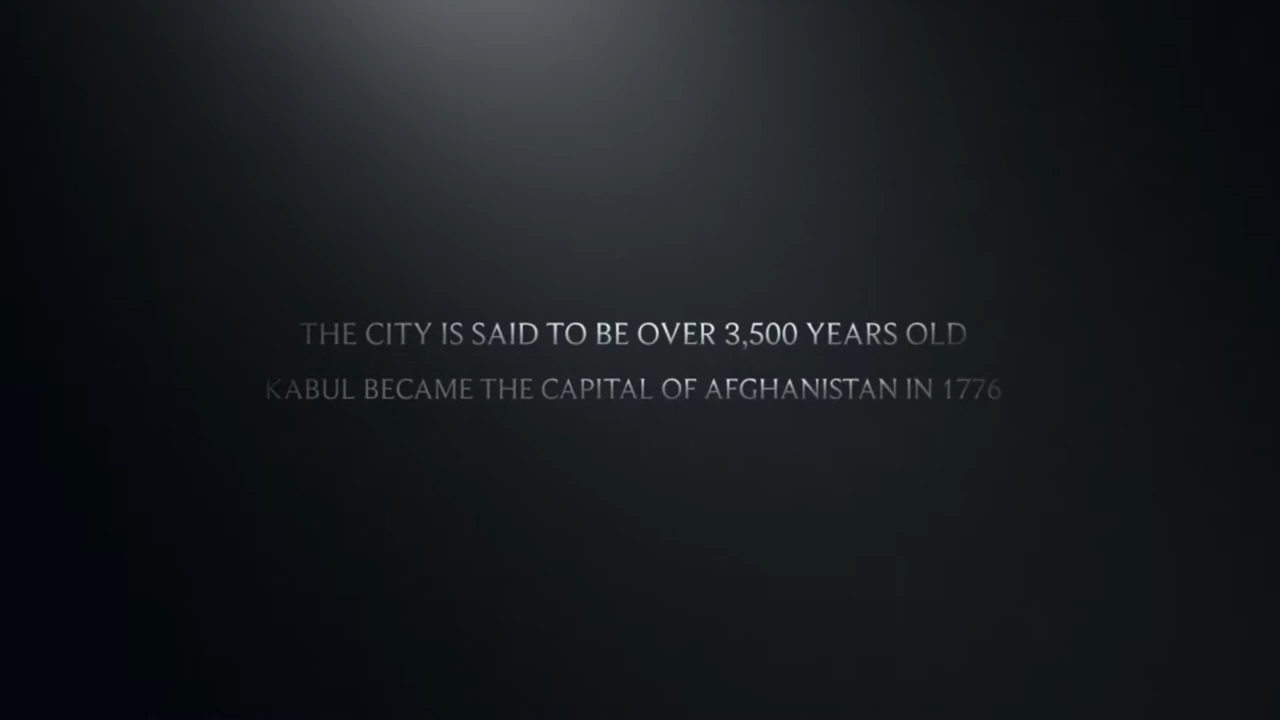 THE CITY IS SAID TO BE OVER 3,500 YEARS OLD
KABUL BECAME THE CAPITAL OF AFGHANISTAN IN 1776